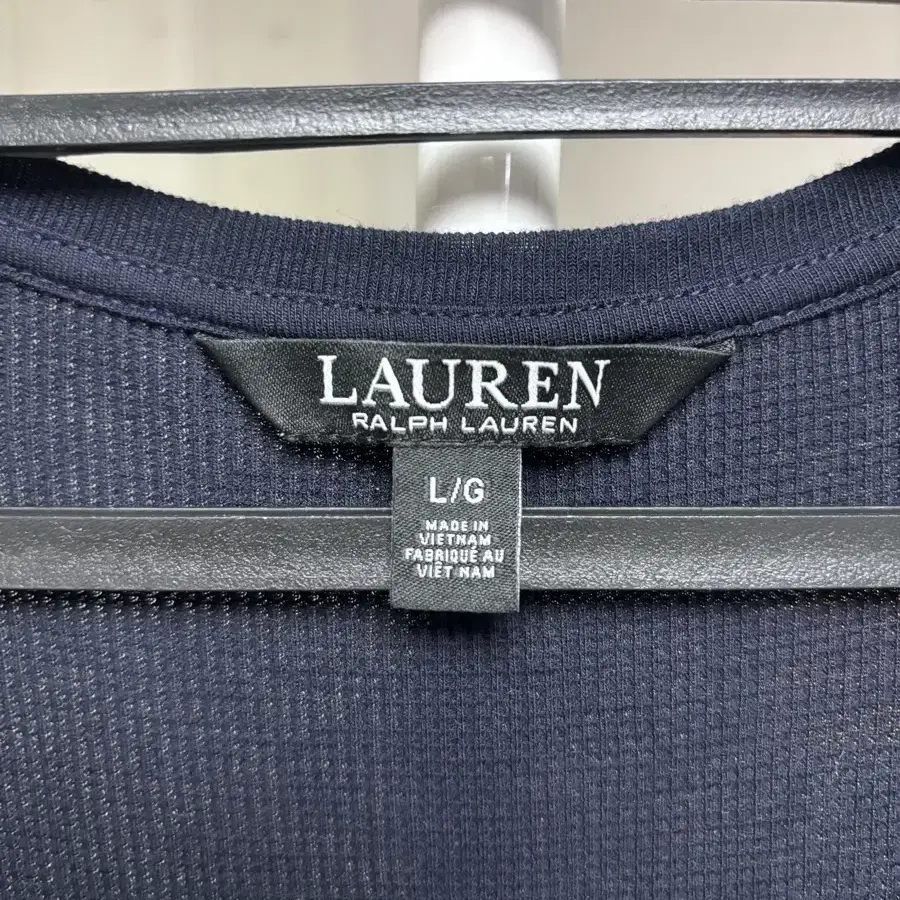 LAUREN
RALPH LAUREN
L/G
MADE IN
VIETNAM
FABRIQUÉ AU
VIÊT NAM